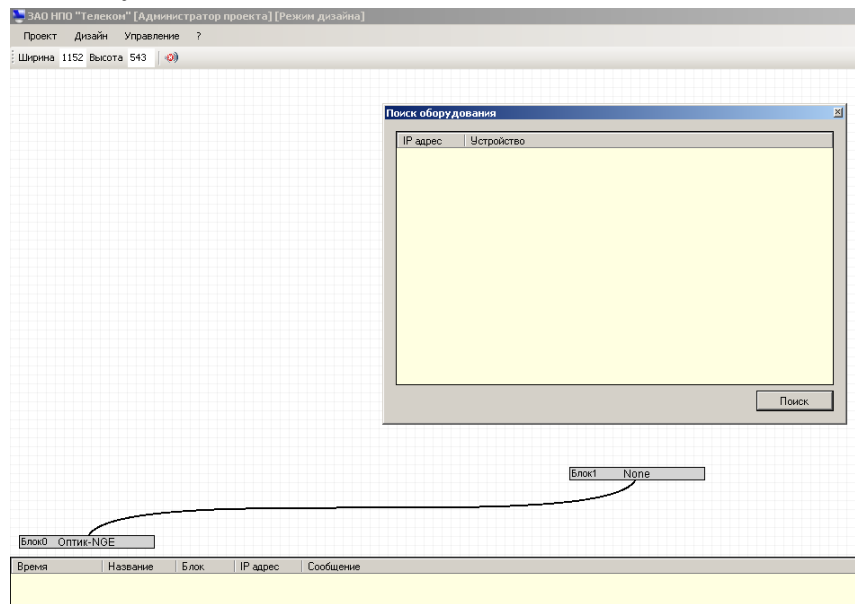 ЗАО НПО "Телеком" [Администратор проекта] [Режим дизайна]
Проект Дизайн Управление ?
Ширина 1152 Высота 543
Поиск оборудования
IP адрес Устройство
Поиск
Блок1 None
Блок0 Оптик-NGE
Время Название Блок IP адрес Сообщение